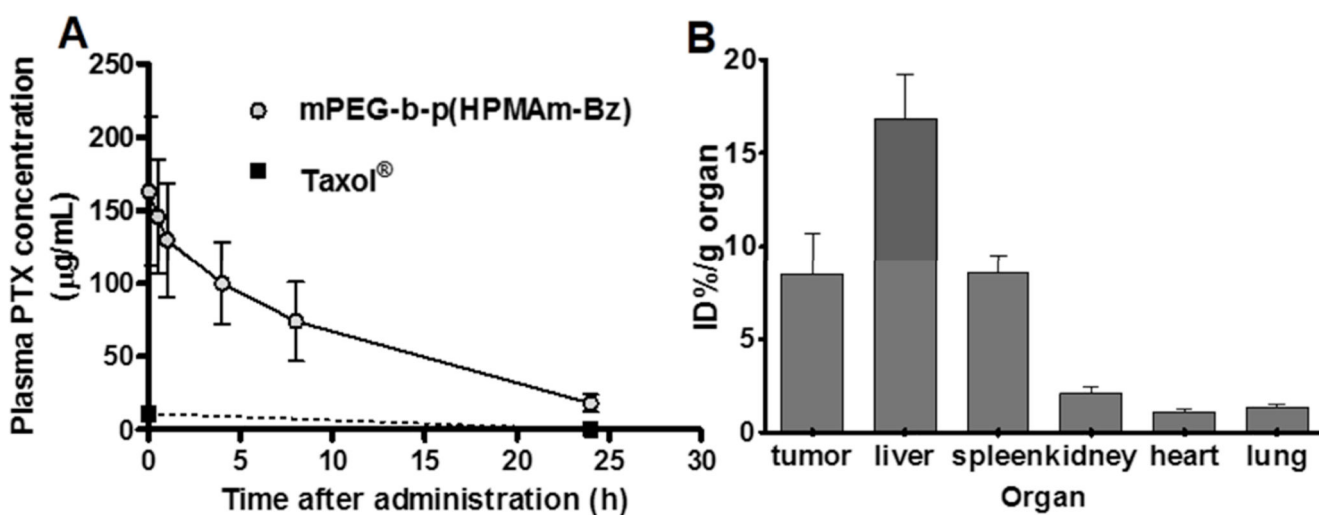 A
Plasma PTX concentration
(µg/mL)
250
200
150
100
50
0
mPEG-b-p(HPMAm-Bz)
Taxol®
0 5 10 15 20 25 30
Time after administration (h)
B
ID%/g organ
20
15
10
5
0
tumor liver spleen kidney heart lung
Organ